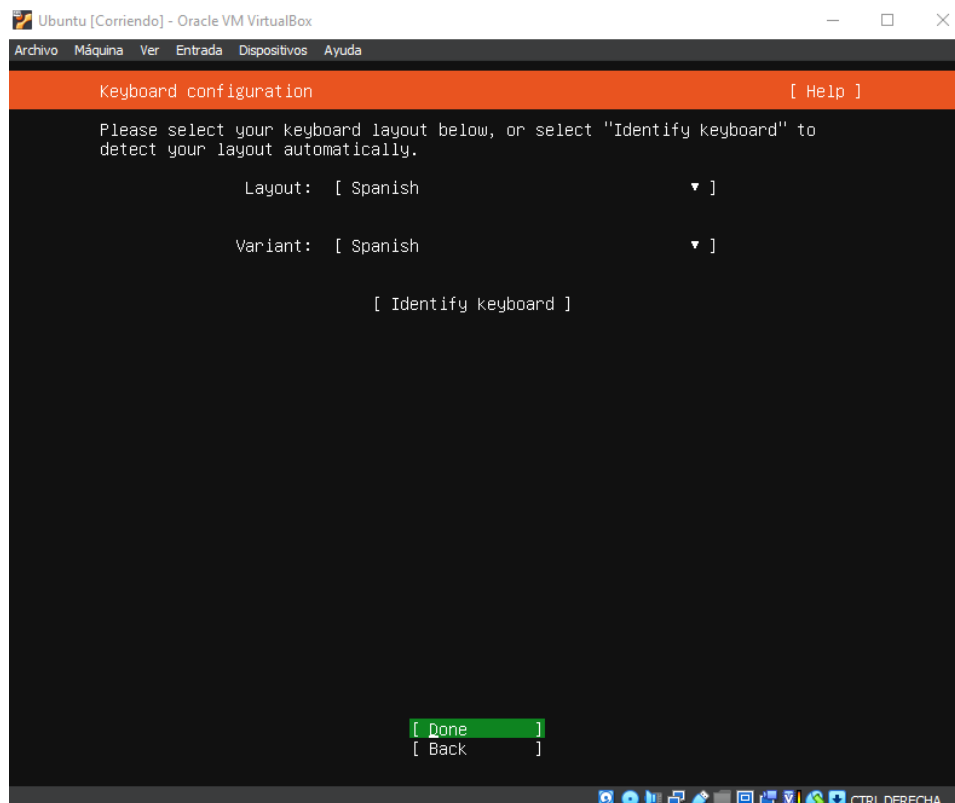 Ubuntu [Corriendo] - Oracle VM VirtualBox
Archivo Máquina Ver Entrada Dispositivos Ayuda
Keyboard configuration [ Help ]
Please select your keyboard layout below, or select "Identify keyboard" to
detect your layout automatically.
Layout: [ Spanish ▾ ]
Variant: [ Spanish ▾ ]
[ Identify keyboard ]
[ Done ]
[ Back ]
CTRL DERECHA